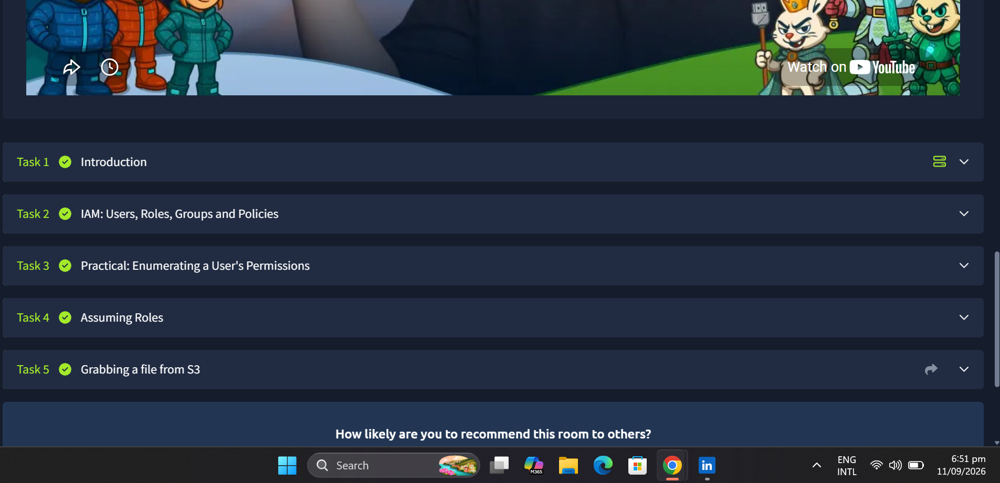 Watch on YouTube
Task 1 Introduction
Task 2 IAM: Users, Roles, Groups and Policies
Task 3 Practical: Enumerating a User's Permissions
Task 4 Assuming Roles
Task 5 Grabbing a file from S3
How likely are you to recommend this room to others?
Search
M365
in
ENG
INTL
6:51 pm
11/09/2026